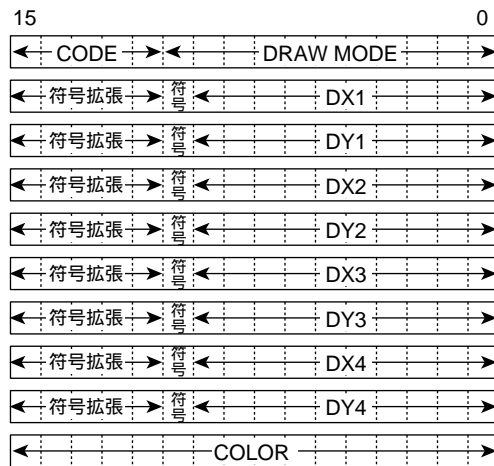 15 0
CODE DRAW MODE
符号拡張 符号 DX1
符号拡張 符号 DY1
符号拡張 符号 DX2
符号拡張 符号 DY2
符号拡張 符号 DX3
符号拡張 符号 DY3
符号拡張 符号 DX4
符号拡張 符号 DY4
COLOR